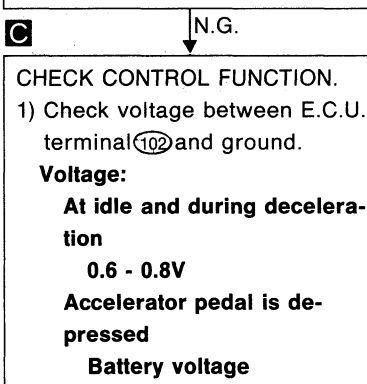 C
N.G.
CHECK CONTROL FUNCTION.
1) Check voltage between E.C.U.
terminal 102 and ground.
Voltage:
At idle and during decelera-
tion
0.6 - 0.8V
Accelerator pedal is de-
pressed
Battery voltage